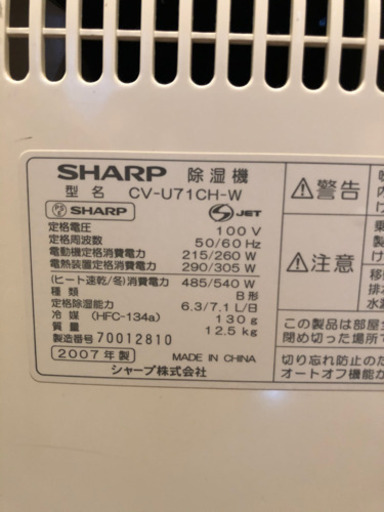 SHARP 除湿機
型名 CV-U71CH-W
SHARP JET
定格電圧 100 V
定格周波数 50/60 Hz
電動機定格消費電力 215/260 W
電熱装置定格消費電力 290/305 W
(ヒート速乾/冬)消費電力 485/540 W
種類 B形
定格除湿能力 6.3/7.1 L/日
冷媒 (HFC-134a) 130 g
質量 12.5 kg
製造番号 70012810
2007年製 MADE IN CHINA
シャープ株式会社
警告
注意
この製品は部屋
閉め切った場所で
切り忘れ防止のた
オートオフ機能が